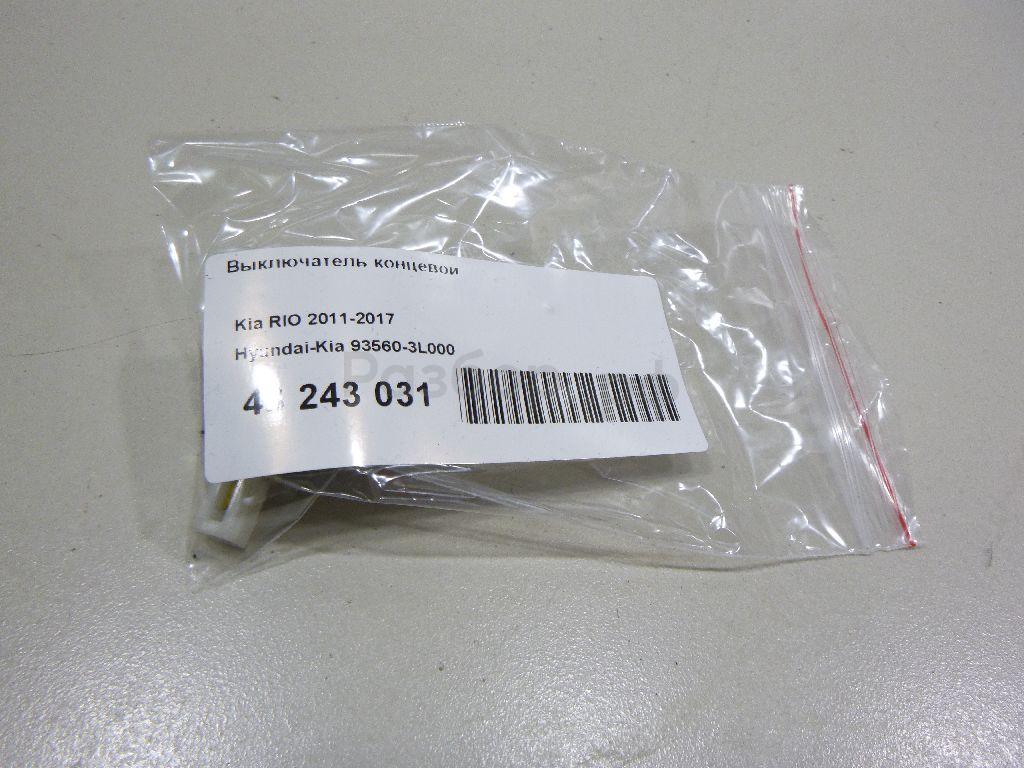 Выключатель концевой
Kia RIO 2011-2017
Hyundai-Kia 93560-3L000
243 031